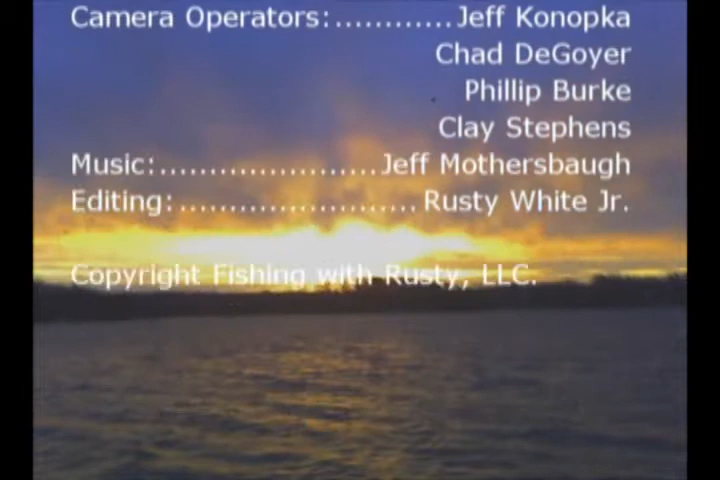 Camera Operators:............Jeff Konopka
Chad DeGoyer
Phillip Burke
Clay Stephens
Music:......................Jeff Mothersbaugh
Editing:........................Rusty White Jr.
Copyright Fishing with Rusty, LLC.